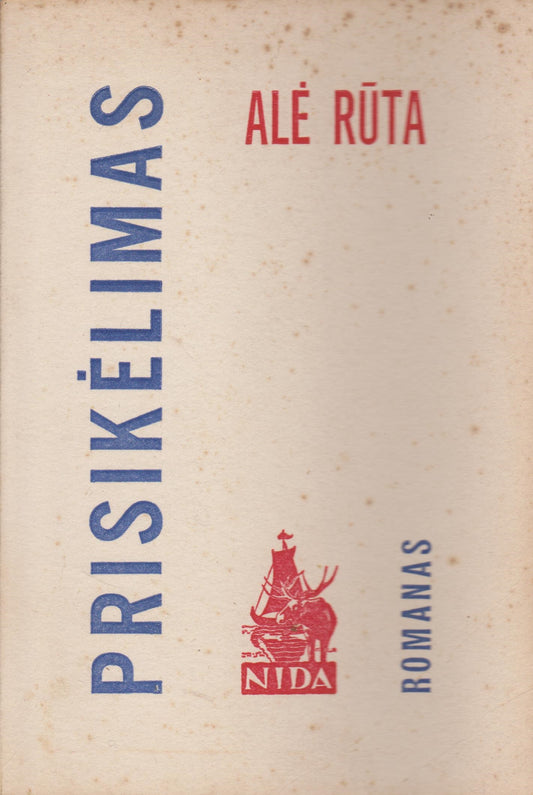 ALĖ RŪTA
PRISIKĖLIMAS
ROMANAS
NIDA